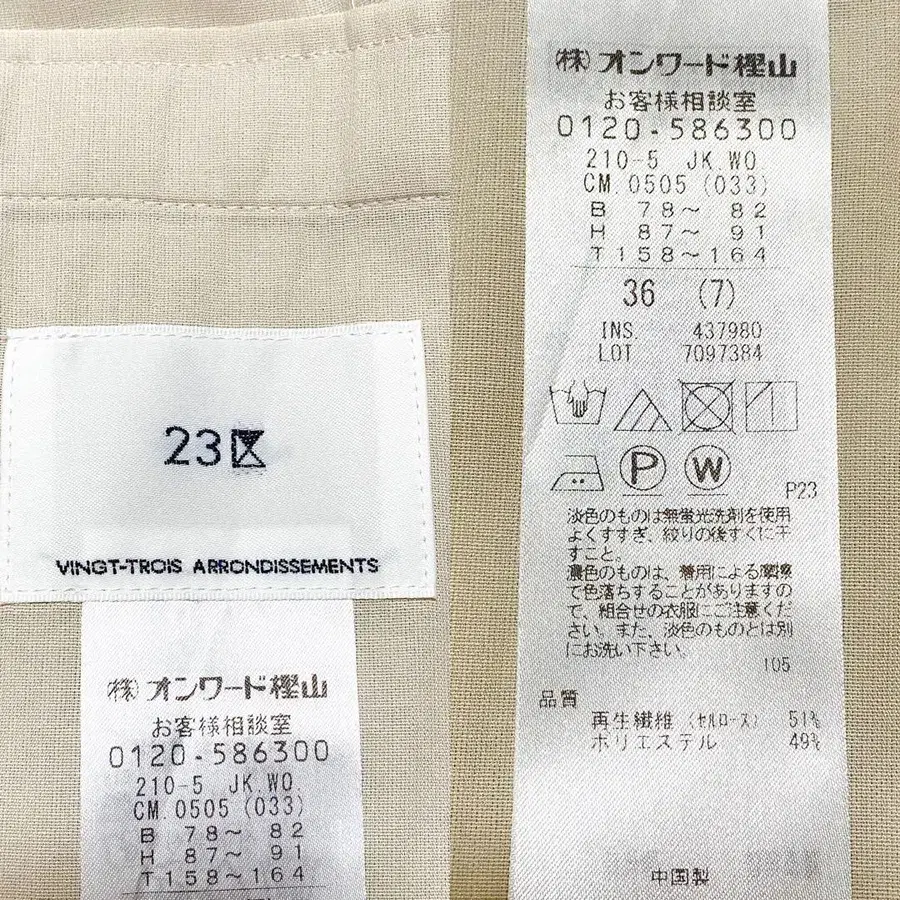 23区
VINGT-TROIS ARRONDISSEMENTS
(株)オンワード樫山
お客様相談室
0120-586300
210-5 JK.WO.
CM.0505(033)
B 78〜 82
H 87〜 91
T158〜164
(株)オンワード樫山
お客様相談室
0120-586300
210-5 JK.WO.
CM.0505(033)
B 78〜 82
H 87〜 91
T158〜164
36 (7)
INS. 437980
LOT 7097384
P W
P23
淡色のものは無蛍光洗剤を使用
よくすすぎ、絞りの後すぐに干
すこと。
濃色のものは、着用による摩擦
で色落ちすることがありますの
で、組合せの衣服にご注意くだ
さい。また、淡色のものとは別
にお洗い下さい。
105
品質
再生繊維(セルロース) 51%
ポリエステル 49%
中国製